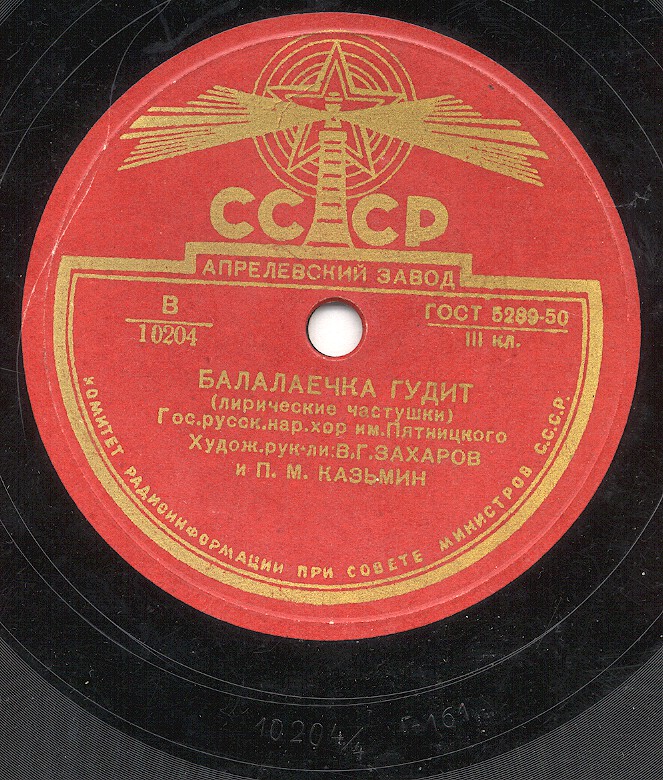 СССР
АПРЕЛЕВСКИЙ ЗАВОД
В
10204
ГОСТ 5289-50
III кл.
БАЛАЛАЕЧКА ГУДИТ
(лирические частушки)
Гос.русск.нар.хор им.Пятницкого
Худож.рук-ли:В.Г.ЗАХАРОВ
и П. М. КАЗЬМИН
КОМИТЕТ РАДИОИНФОРМАЦИИ ПРИ СОВЕТЕ МИНИСТРОВ С.С.С.Р.
10204/4